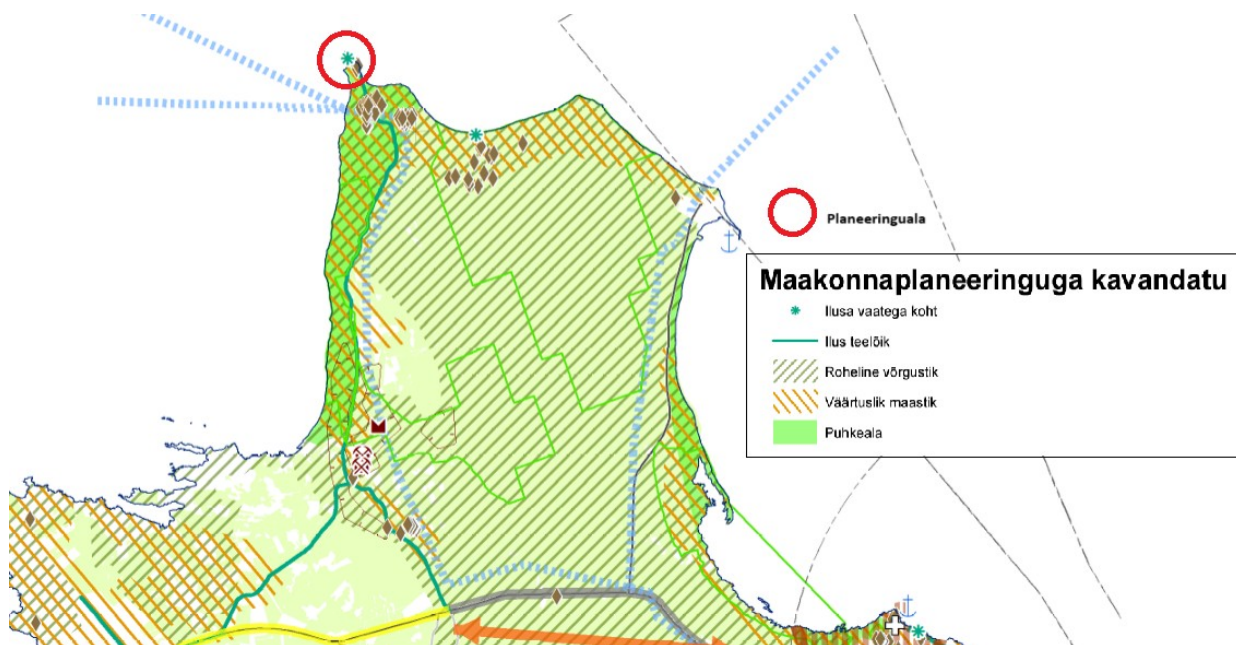 Planeeringuala
Maakonnaplaneeringuga kavandatu
Ilusa vaatega koht
Ilus teelõik
Roheline võrgustik
Väärtuslik maastik
Puhkeala